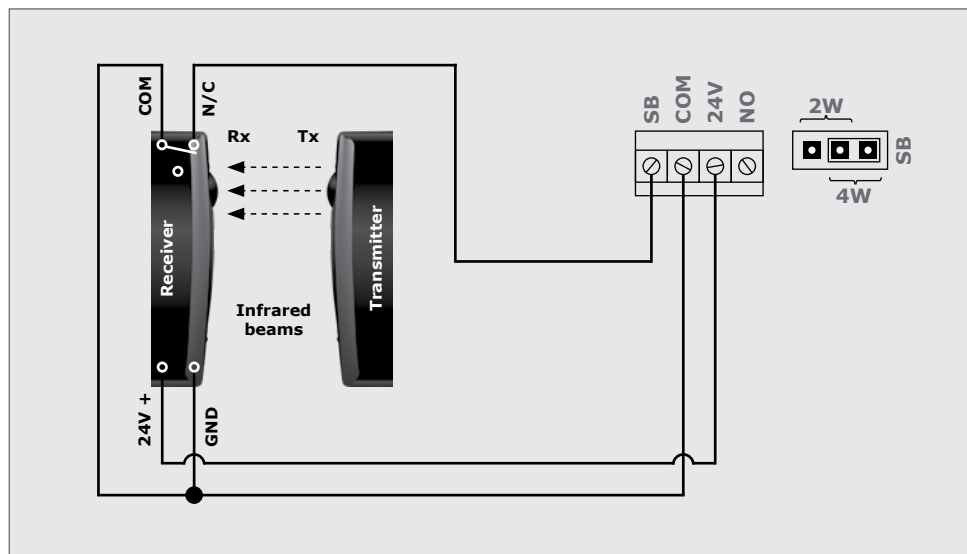 COM
N/C
Rx
Tx
Receiver
Transmitter
Infrared
beams
24V +
GND
SB
COM
24V
NO
2W
4W
SB